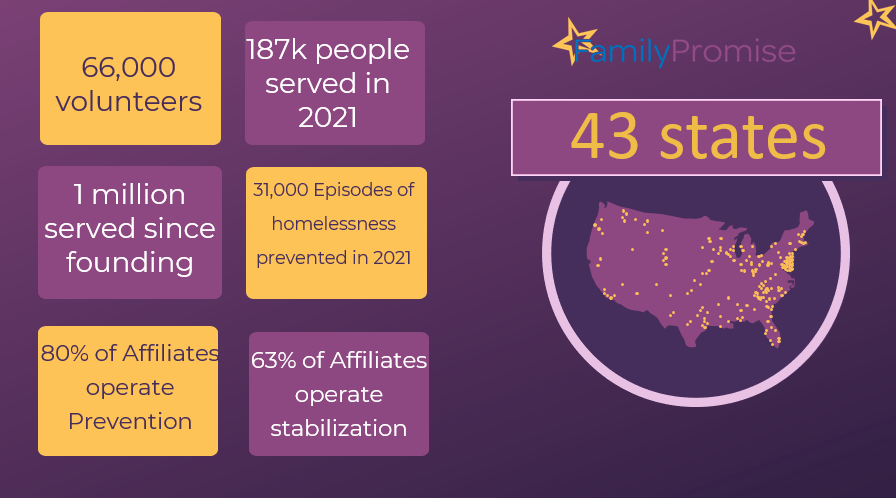 66,000
volunteers
187k people
served in
2021
FamilyPromise
43 states
1 million
served since
founding
31,000 Episodes of
homelessness
prevented in 2021
80% of Affiliates
operate
Prevention
63% of Affiliates
operate
stabilization